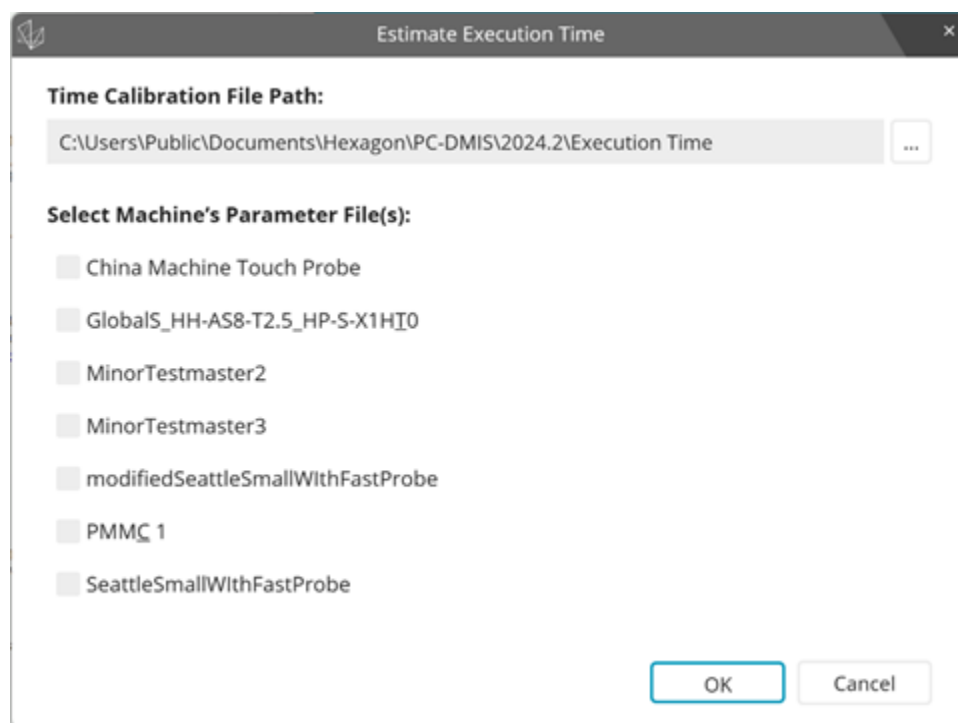 Estimate Execution Time
Time Calibration File Path:
C:\Users\Public\Documents\Hexagon\PC-DMIS\2024.2\Execution Time
...
Select Machine's Parameter File(s):
China Machine Touch Probe
GlobalS_HH-AS8-T2.5_HP-S-X1HT0
MinorTestmaster2
MinorTestmaster3
modifiedSeattleSmallWIthFastProbe
PMMC 1
SeattleSmallWIthFastProbe
OK Cancel